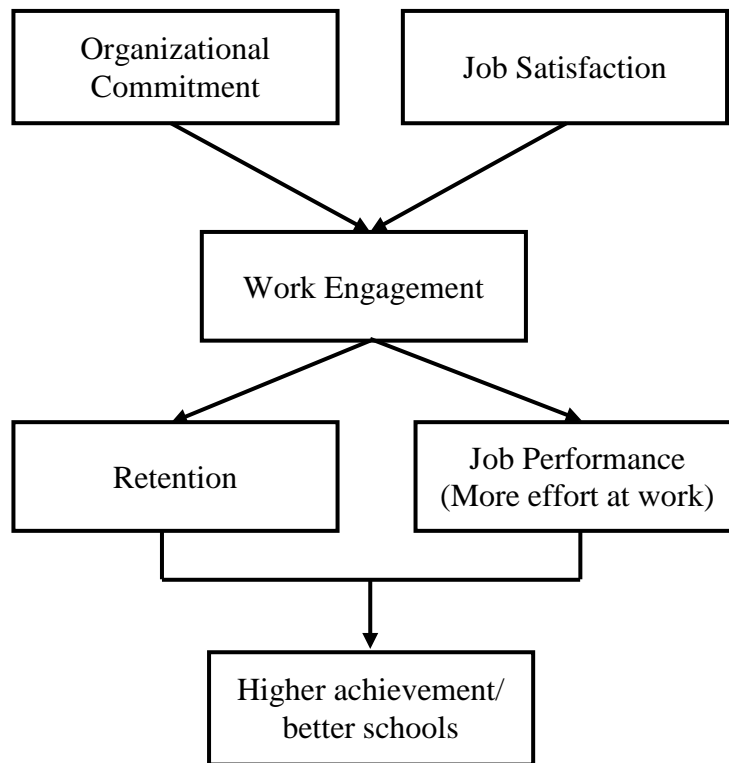 Organizational
Commitment
Job Satisfaction
Work Engagement
Retention
Job Performance
(More effort at work)
Higher achievement/
better schools